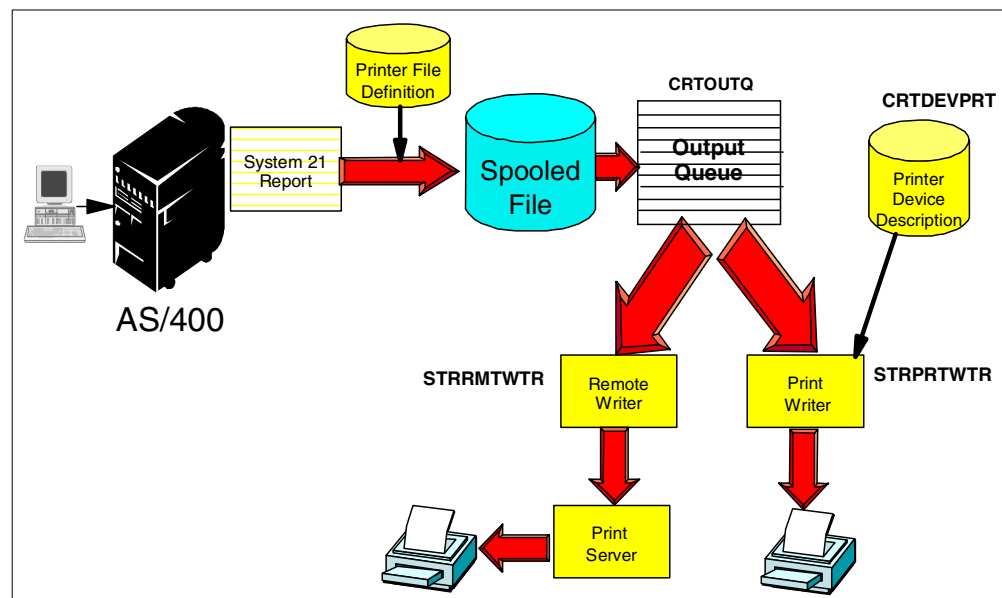 Printer File
Definition
CRTOUTQ
CRTDEVPRT
System 21
Report
Spooled
File
Output
Queue
Printer
Device
Description
AS/400
STRRMTWTR
Remote
Writer
Print
Writer
STRPRTWTR
Print
Server